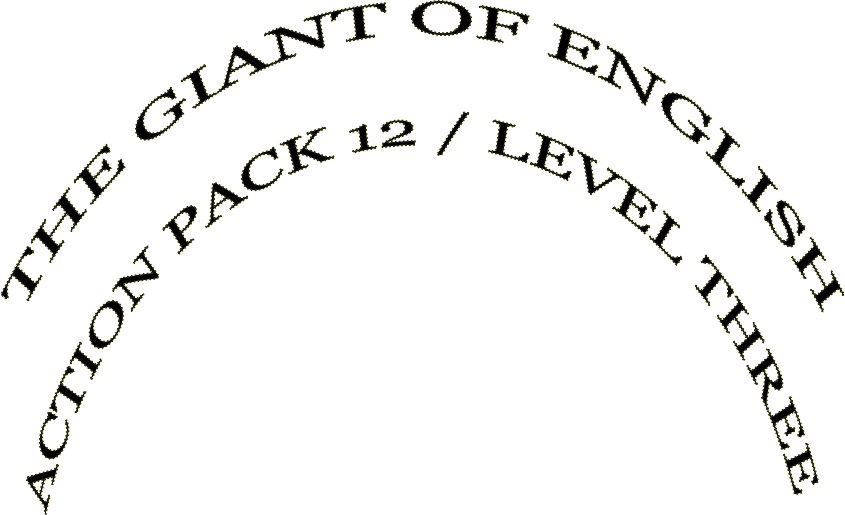 THE GIANT OF ENGLISH
ACTION PACK 12 / LEVEL THREE